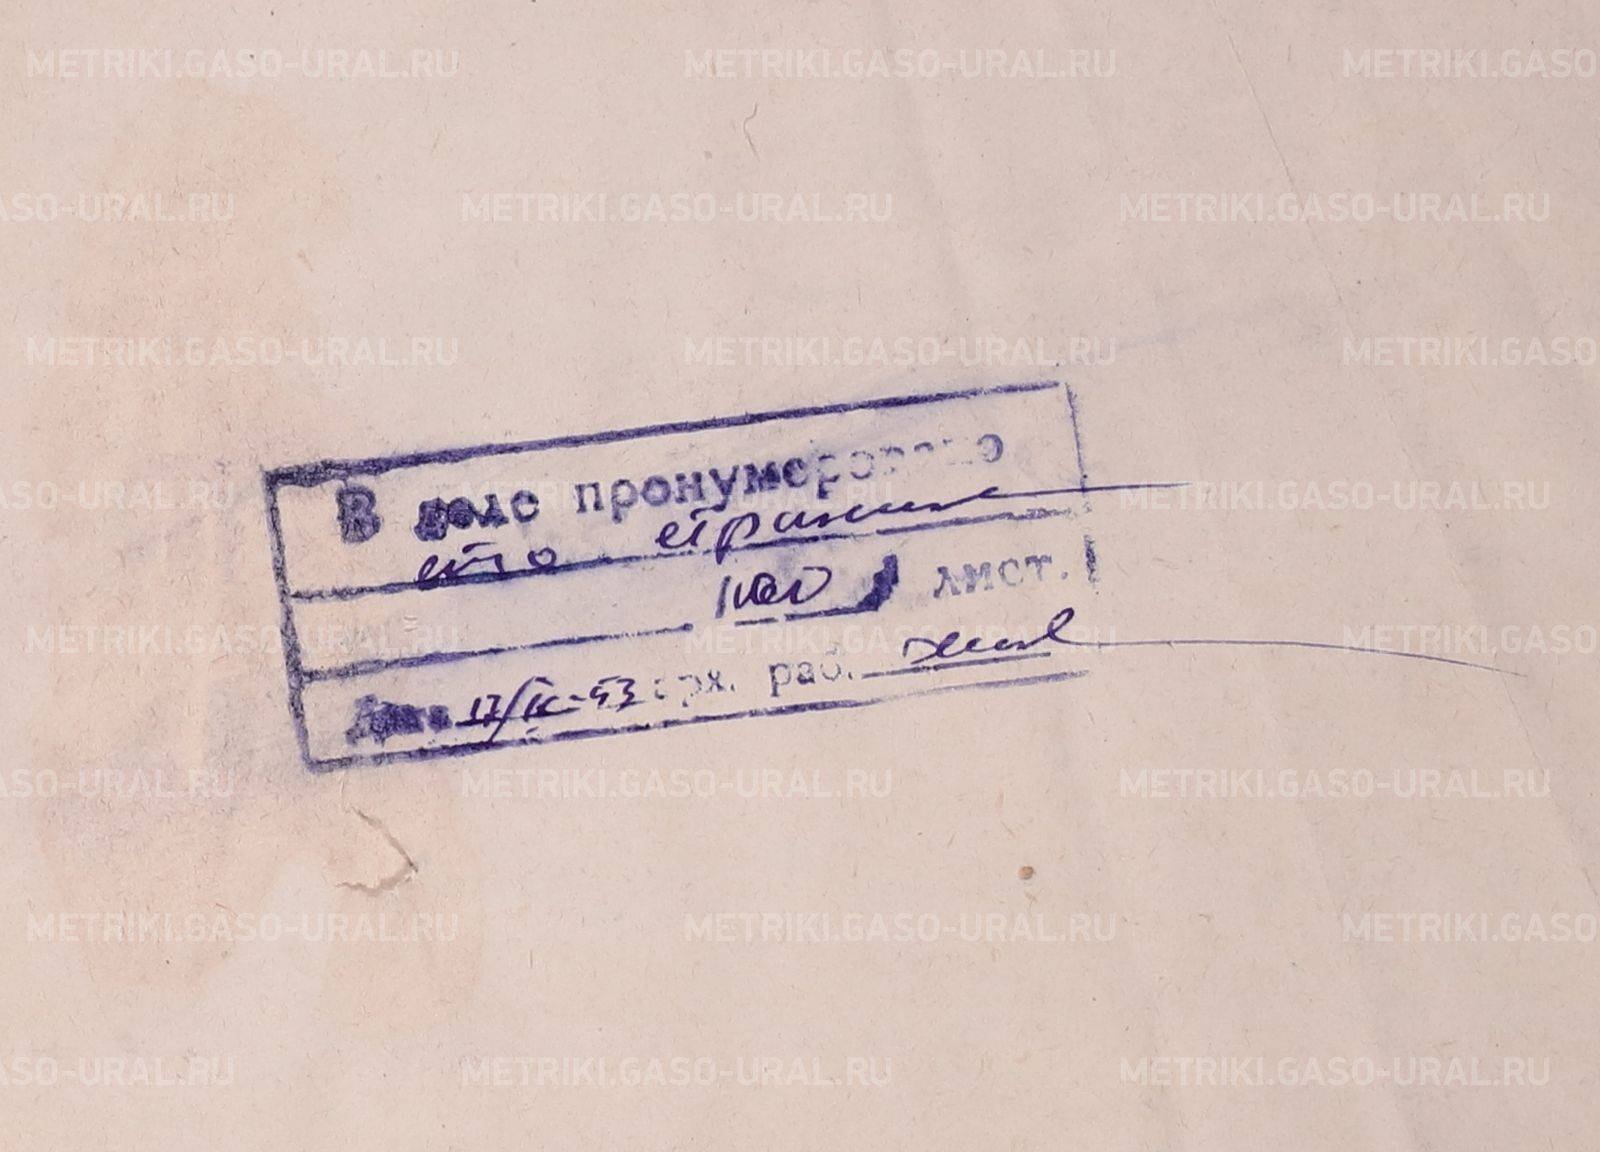 METRIKI.GASO-URAL.RU
В деле пронумеровано
сто страниц
100 лист.
Дата 17/IX-53 арх. раб.